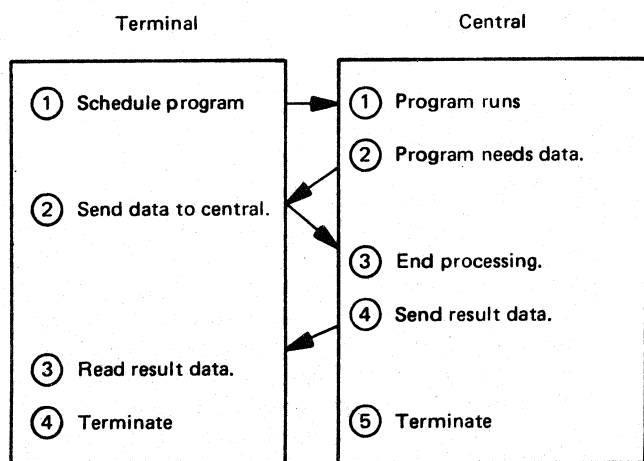 Terminal
Central
1 Schedule program
1 Program runs
2 Program needs data.
2 Send data to central.
3 End processing.
4 Send result data.
3 Read result data.
4 Terminate
5 Terminate